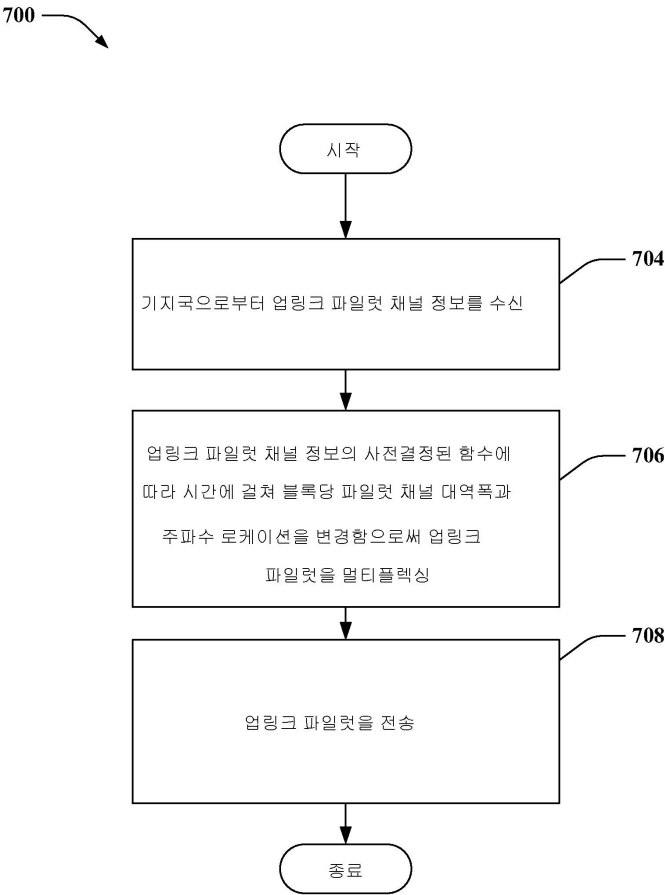 700
시작
704
기지국으로부터 업링크 파일럿 채널 정보를 수신
업링크 파일럿 채널 정보의 사전결정된 함수에
706
따라 시간에 걸쳐 블록당 파일럿 채널 대역폭과
주파수 로케이션을 변경함으로써 업링크
파일럿을 멀티플렉싱
708
업링크 파일럿을 전송
종료